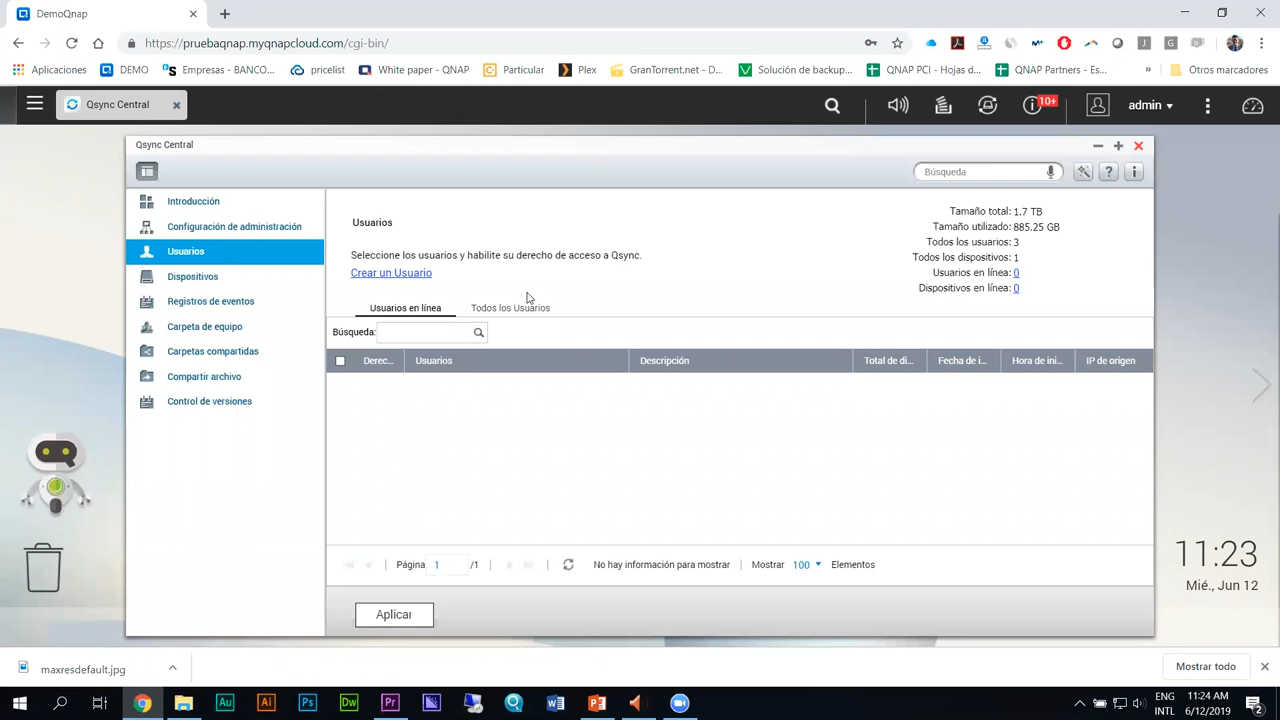 DemoQnap
https://pruebaqnap.myqnapcloud.com/cgi-bin/
Aplicaciones DEMO Empresas - BANCO... pricelist White paper - QNAP Particular Plex GranTorrent.net - D... Solución de backup... QNAP PCI - Hojas d... QNAP Partners - Es... » Otros marcadores
Qsync Central 10+ admin
Qsync Central
Búsqueda
Introducción
Configuración de administración
Usuarios
Dispositivos
Registros de eventos
Carpeta de equipo
Carpetas compartidas
Compartir archivo
Control de versiones
Usuarios
Seleccione los usuarios y habilite su derecho de acceso a Qsync.
Crear un Usuario
Tamaño total: 1.7 TB
Tamaño utilizado: 885.25 GB
Todos los usuarios: 3
Todos los dispositivos: 1
Usuarios en línea: 0
Dispositivos en línea: 0
Usuarios en línea Todos los Usuarios
Búsqueda:
Derec... Usuarios Descripción Total de di... Fecha de i... Hora de ini... IP de origen
Página 1 /1 No hay información para mostrar Mostrar 100 Elementos
Aplicar
11:23
Mié., Jun 12
maxresdefault.jpg Mostrar todo
Au Ai Ps Dw Pr
ENG
INTL
11:24 AM
6/12/2019
2